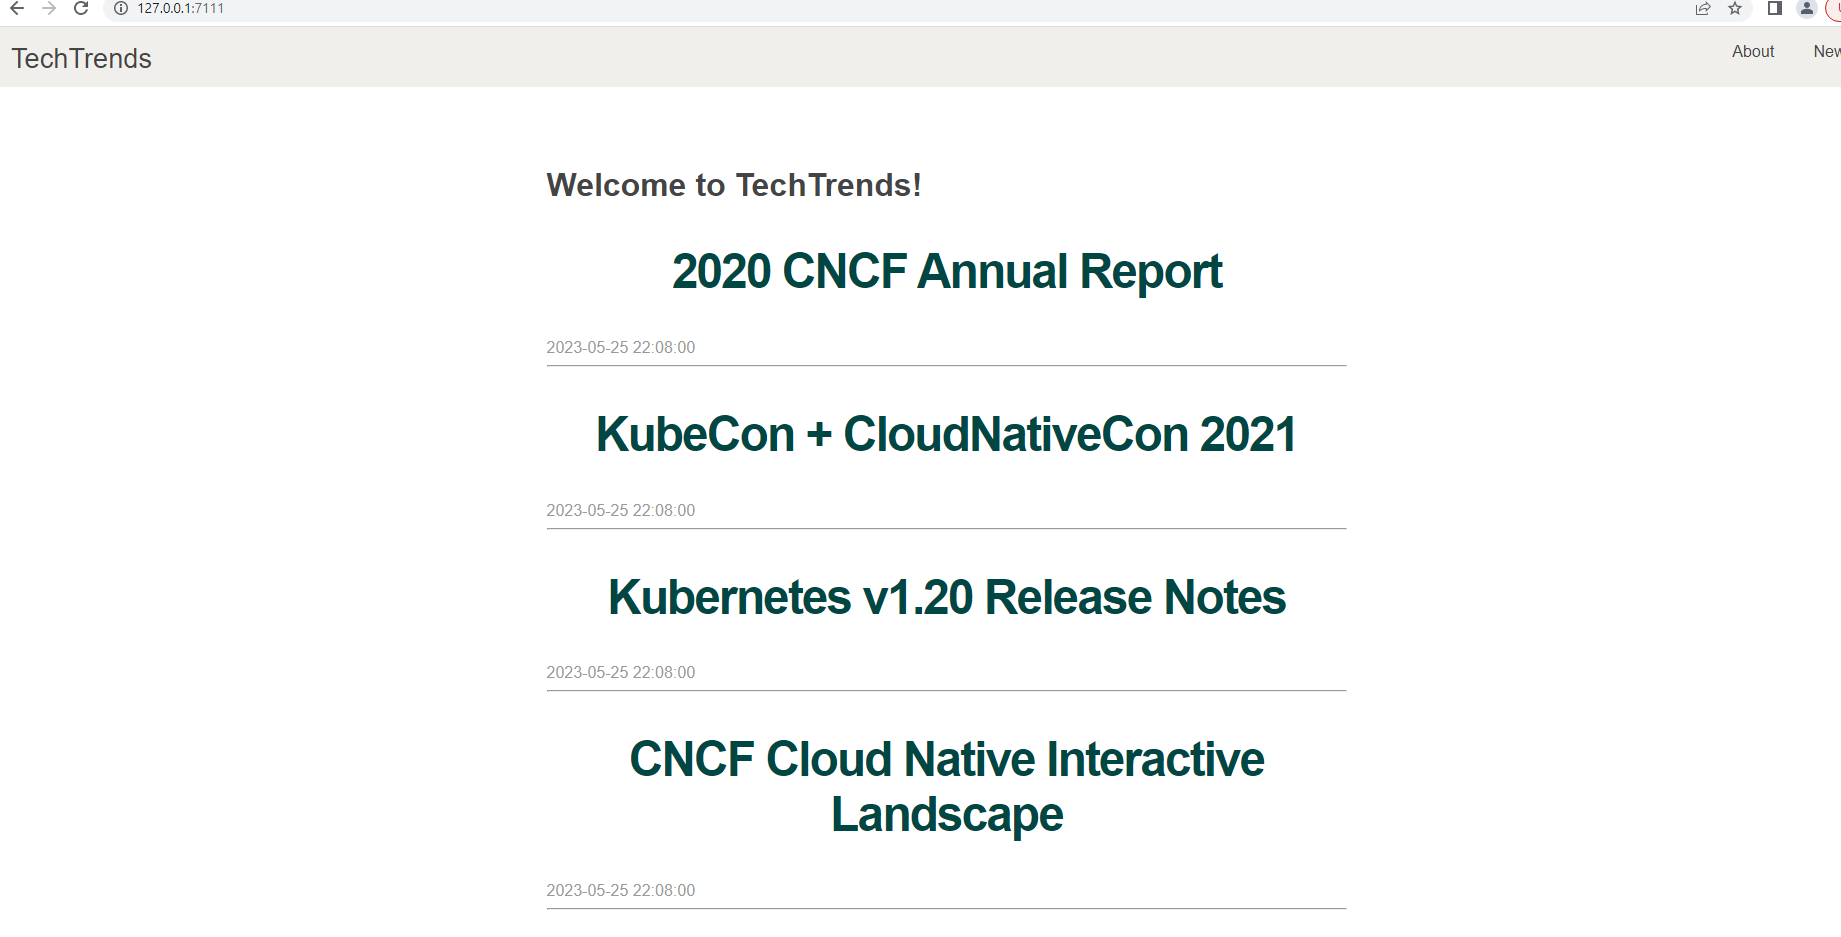 127.0.0.1:7111
TechTrends
About
New
Welcome to TechTrends!
2020 CNCF Annual Report
2023-05-25 22:08:00
KubeCon + CloudNativeCon 2021
2023-05-25 22:08:00
Kubernetes v1.20 Release Notes
2023-05-25 22:08:00
CNCF Cloud Native Interactive
Landscape
2023-05-25 22:08:00